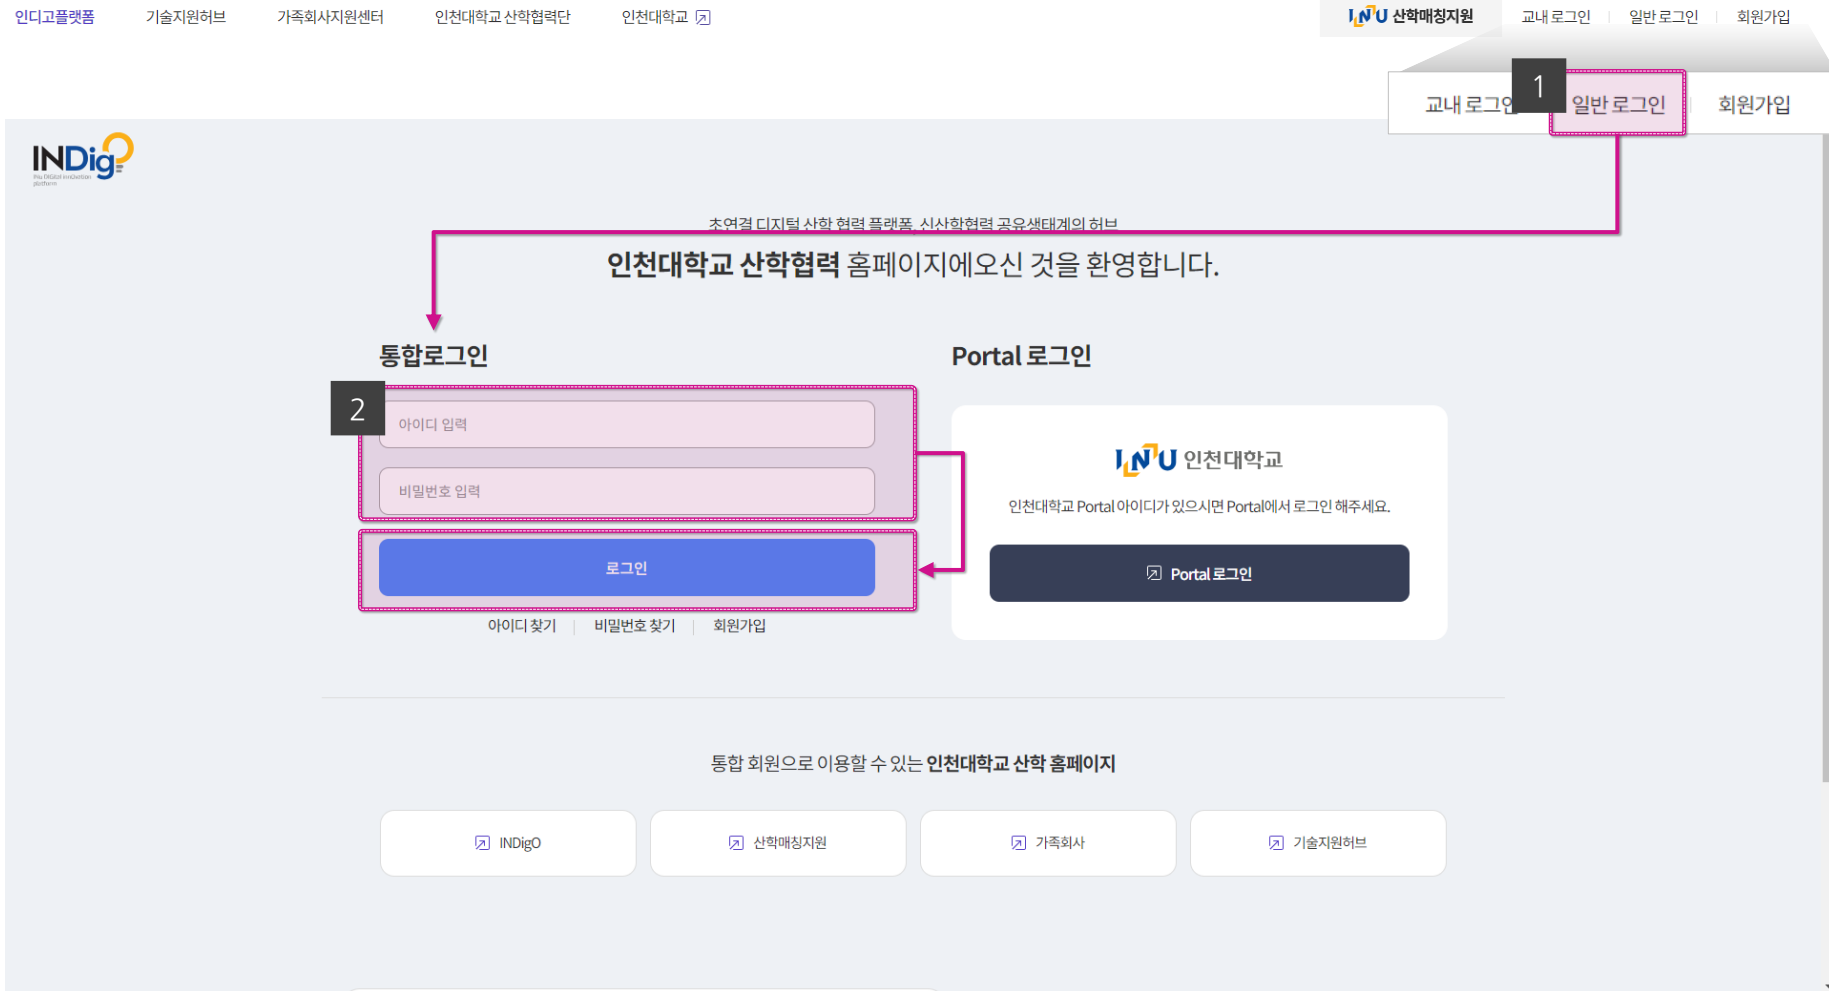 인디고플랫폼 기술지원허브 가족회사지원센터 인천대학교 산학협력단 인천대학교 INU 산학매칭지원 교내 로그인 일반 로그인 회원가입
교내 로그인 1 일반 로그인 회원가입
INDigO
INU DIGital innovation
platform
초연결 디지털 산학 협력 플랫폼, 신산학협력 공유생태계의 허브
인천대학교 산학협력 홈페이지에오신 것을 환영합니다.
통합로그인
2
아이디 입력
비밀번호 입력
로그인
아이디 찾기 비밀번호 찾기 회원가입
Portal 로그인
INU 인천대학교
인천대학교 Portal 아이디가 있으시면 Portal에서 로그인 해주세요.
Portal 로그인
통합 회원으로 이용할 수 있는 인천대학교 산학 홈페이지
INDigO 산학매칭지원 가족회사 기술지원허브